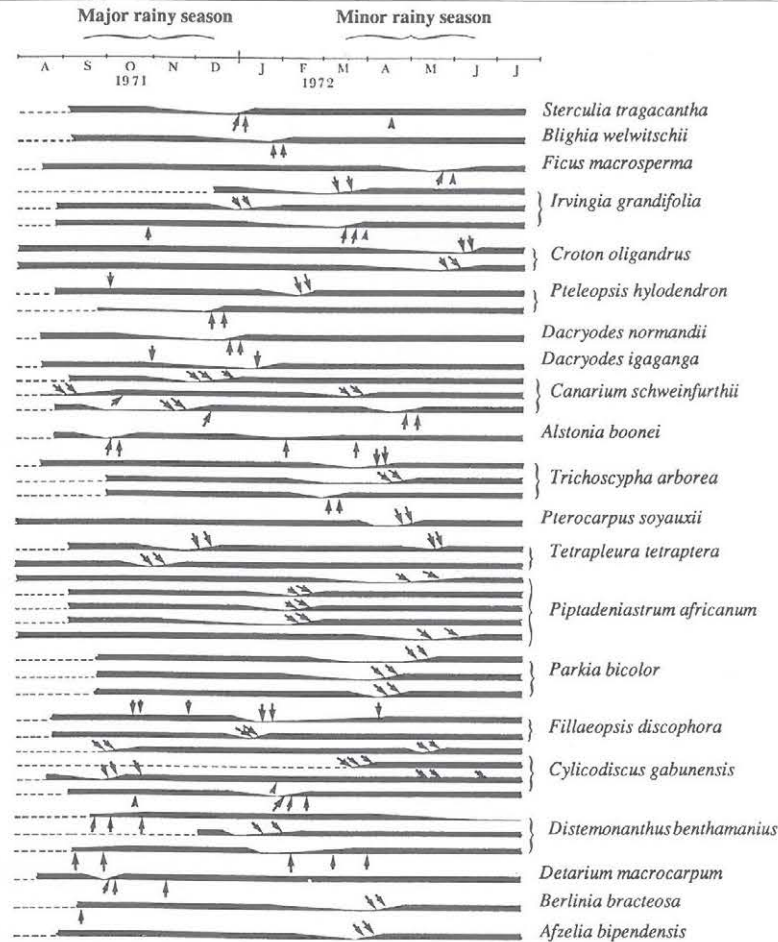 Major rainy season Minor rainy season
A S O N D J F M A M J J
1971 1972
Sterculia tragacantha
Blighia welwitschii
Ficus macrosperma
Irvingia grandifolia
Croton oligandrus
Pteleopsis hylodendron
Dacryodes normandii
Dacryodes igaganga
Canarium schweinfurthii
Alstonia boonei
Trichoscypha arborea
Pterocarpus soyauxii
Tetrapleura tetraptera
Piptadeniastrum africanum
Parkia bicolor
Fillaeopsis discophora
Cylicodiscus gabunensis
Distemonanthus benthamianus
Detarium macrocarpum
Berlinia bracteosa
Afzelia bipendensis